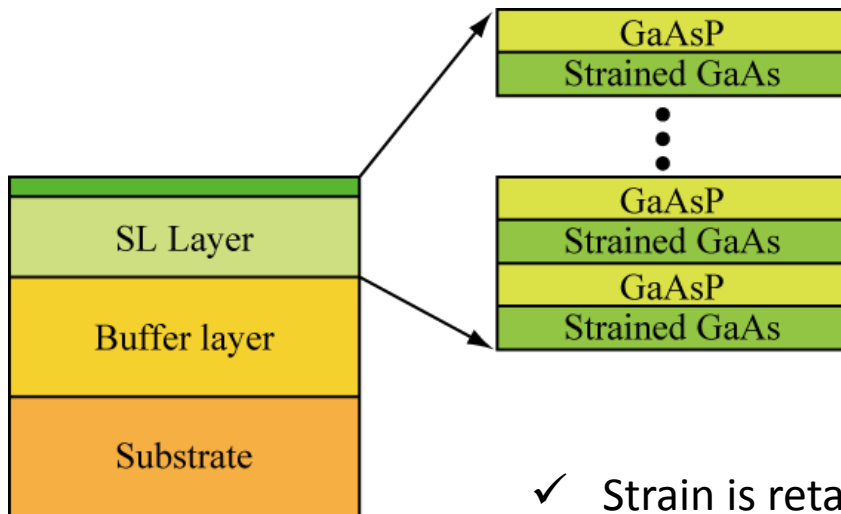 GaAsP
Strained GaAs
GaAsP
Strained GaAs
GaAsP
Strained GaAs
SL Layer
Buffer layer
Substrate
✓ Strain is reta